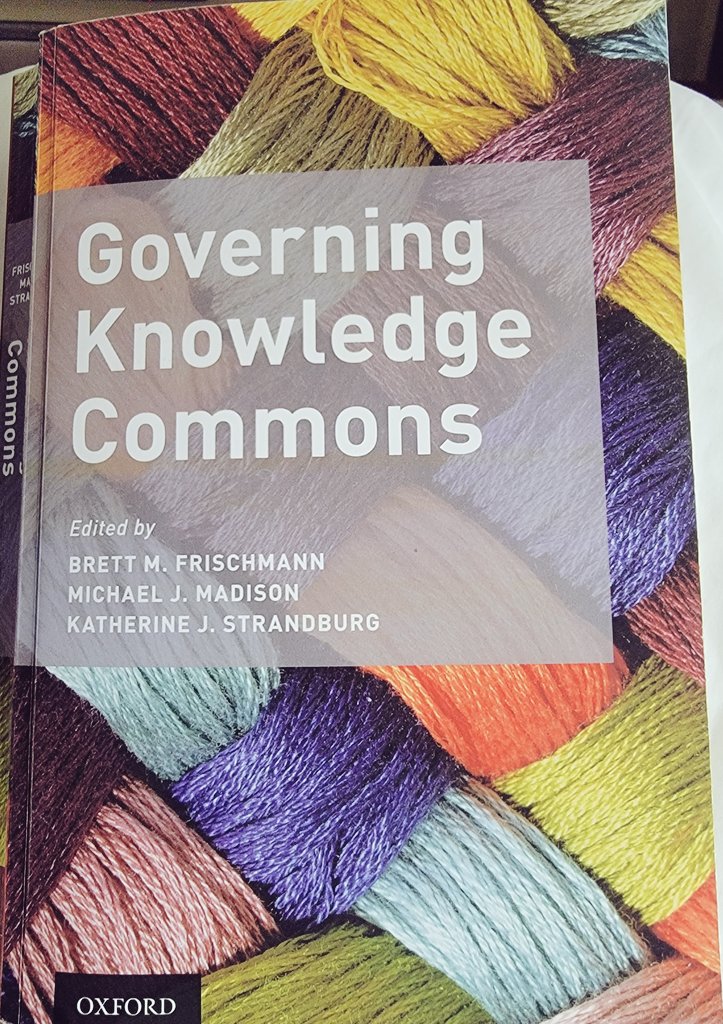 Governing
Knowledge
Commons
Edited by
BRETT M. FRISCHMANN
MICHAEL J. MADISON
KATHERINE J. STRANDBURG
OXFORD
Commons